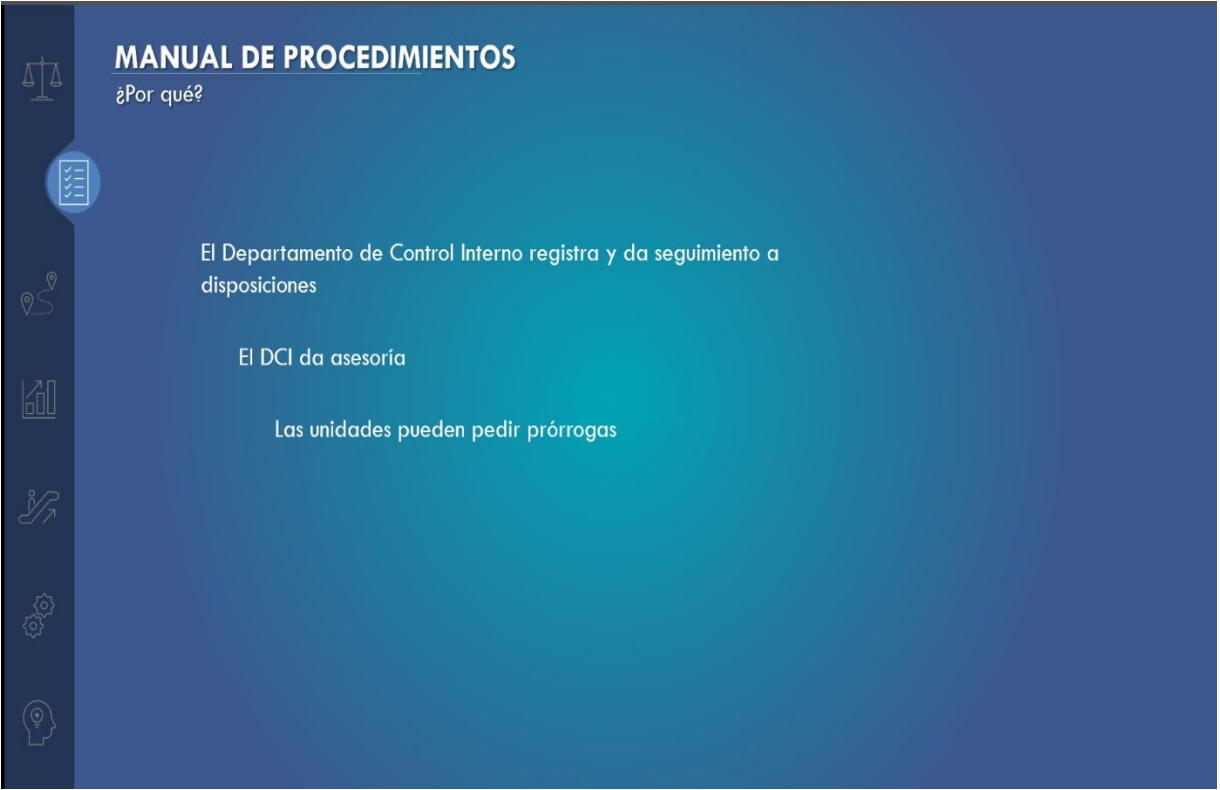 MANUAL DE PROCEDIMIENTOS
¿Por qué?
El Departamento de Control Interno registra y da seguimiento a
disposiciones
El DCI da asesoría
Las unidades pueden pedir prórrogas